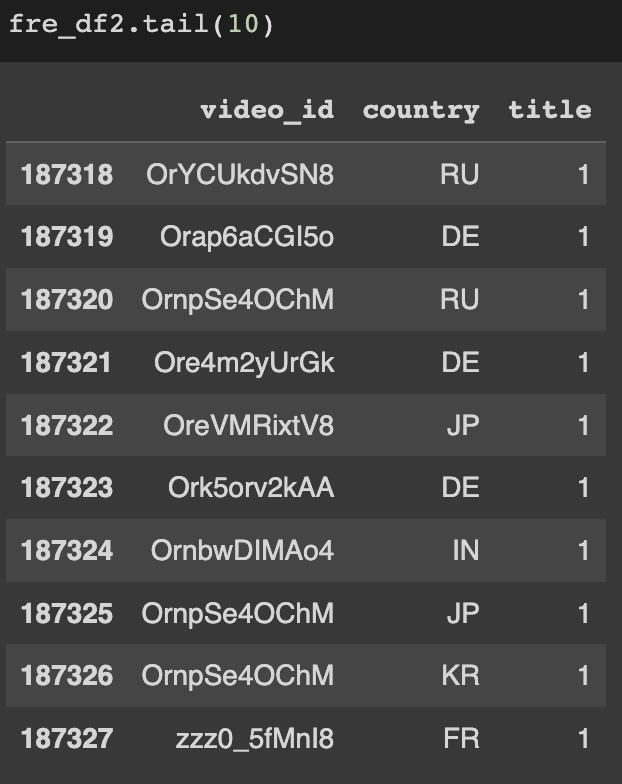 fre_df2.tail(10)
video_id country title
187318 OrYCUkdvSN8 RU 1
187319 Orap6aCGI5o DE 1
187320 OrnpSe4OChM RU 1
187321 Ore4m2yUrGk DE 1
187322 OreVMRixtV8 JP 1
187323 Ork5orv2kAA DE 1
187324 OrnbwDIMAo4 IN 1
187325 OrnpSe4OChM JP 1
187326 OrnpSe4OChM KR 1
187327 zzz0_5fMnI8 FR 1